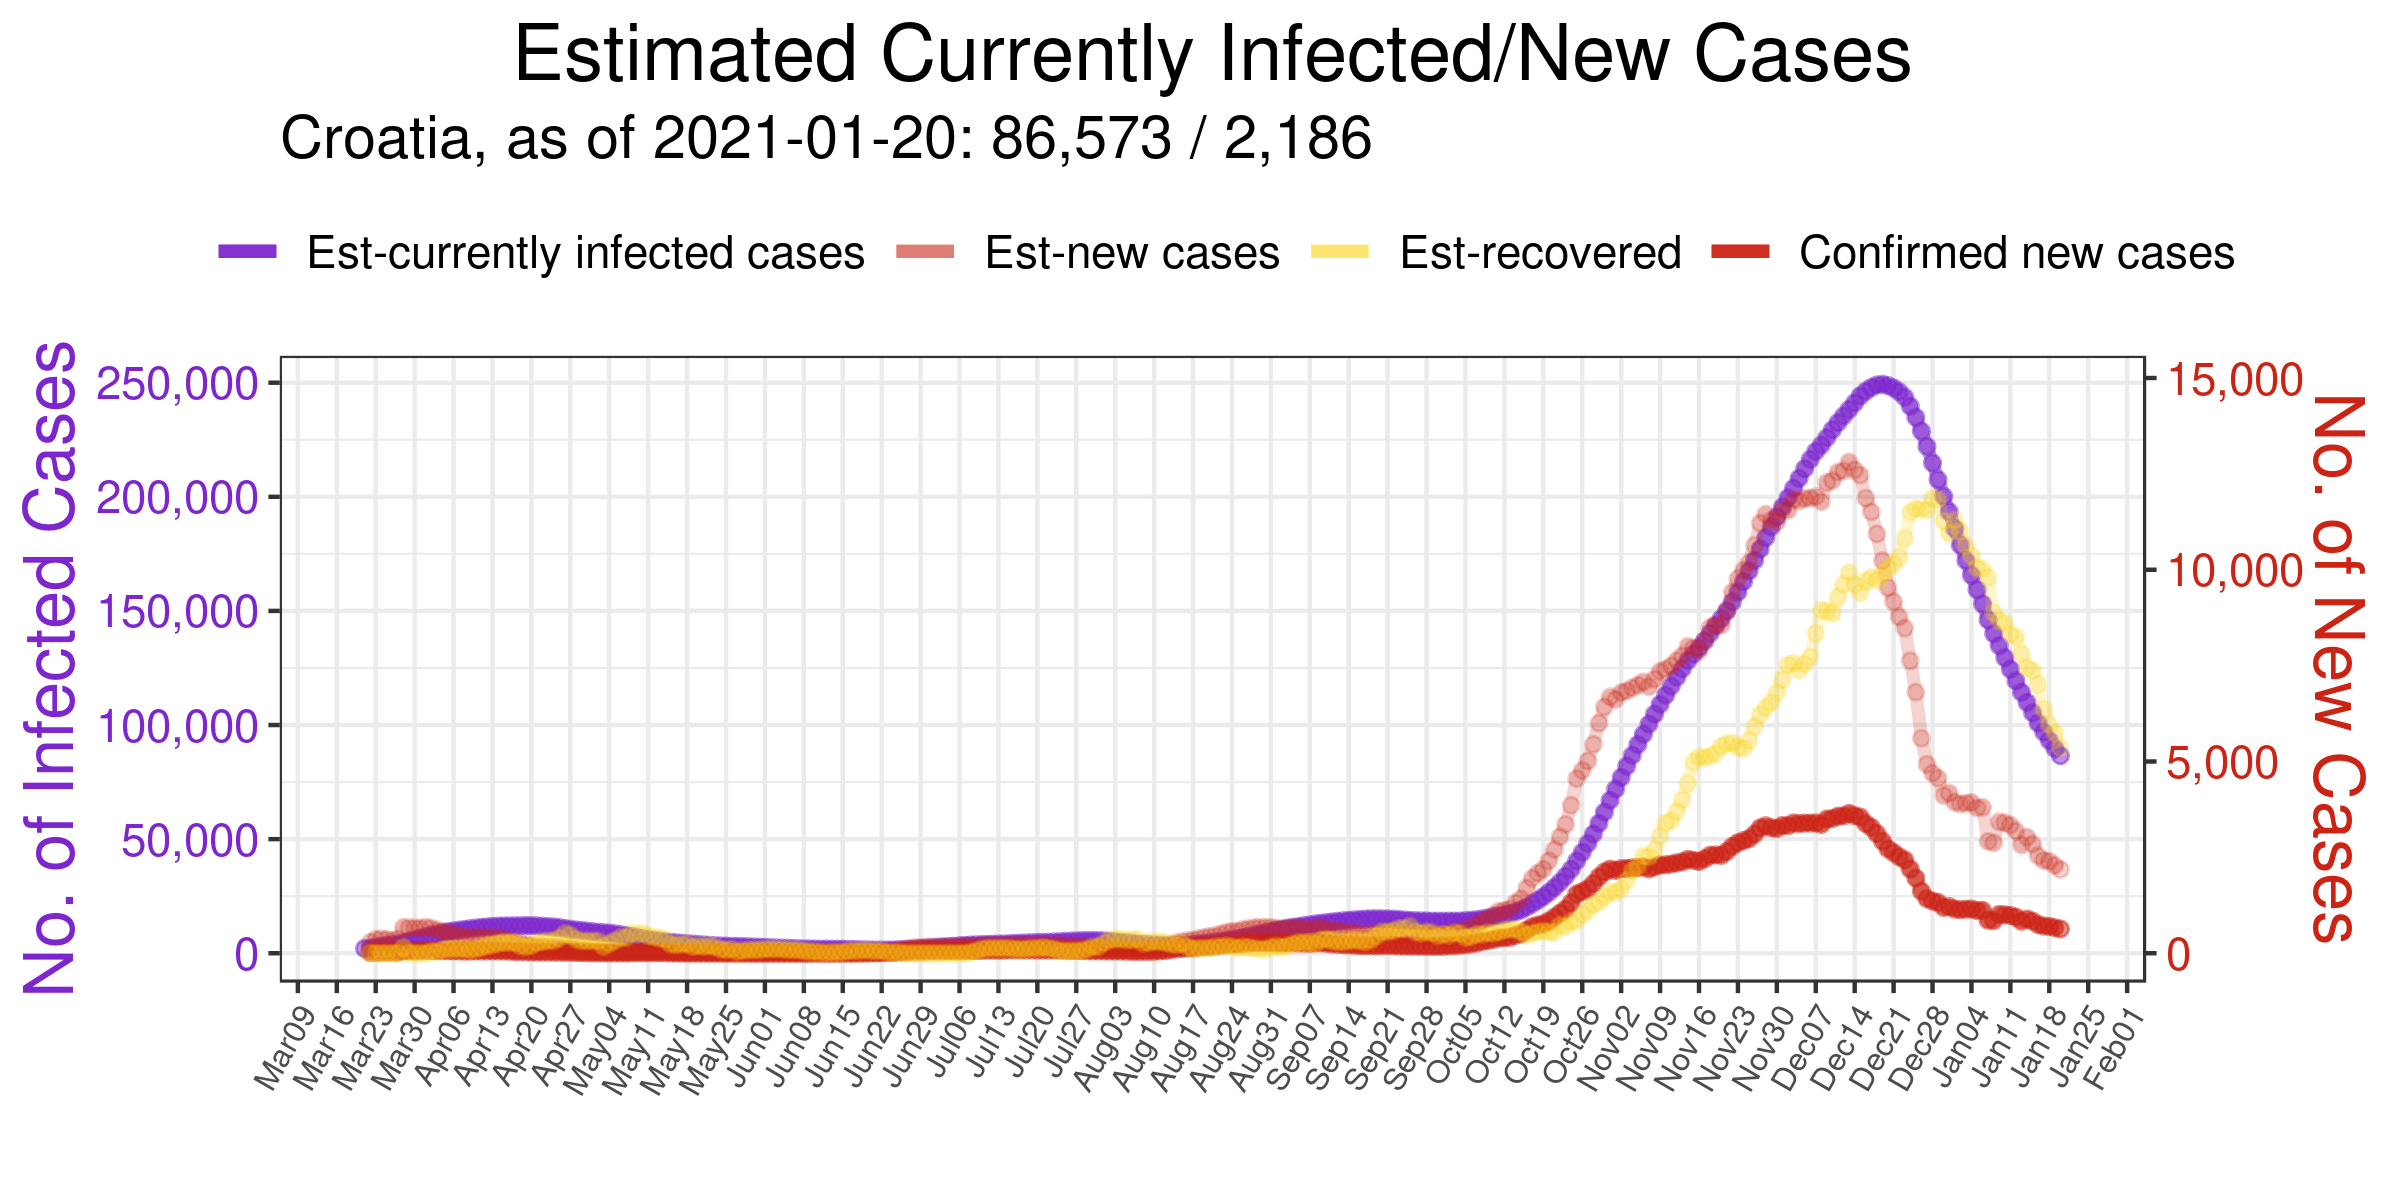 Estimated Currently Infected/New Cases
Croatia, as of 2021-01-20: 86,573 / 2,186
Est-currently infected cases Est-new cases Est-recovered Confirmed new cases
No. of Infected Cases
250,000
200,000
150,000
100,000
50,000
0
15,000
10,000
5,000
0
No. of New Cases
Mar09 Mar16 Mar23 Mar30 Apr06 Apr13 Apr20 Apr27 May04 May11 May18 May25 Jun01 Jun08 Jun15 Jun22 Jun29 Jul06 Jul13 Jul20 Jul27 Aug03 Aug10 Aug17 Aug24 Aug31 Sep07 Sep14 Sep21 Sep28 Oct05 Oct12 Oct19 Oct26 Nov02 Nov09 Nov16 Nov23 Nov30 Dec07 Dec14 Dec21 Dec28 Jan04 Jan11 Jan18 Jan25 Feb01